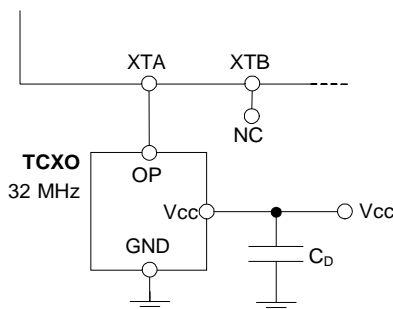 XTA XTB
NC
TCXO
32 MHz
OP
Vcc
Vcc
GND
CD